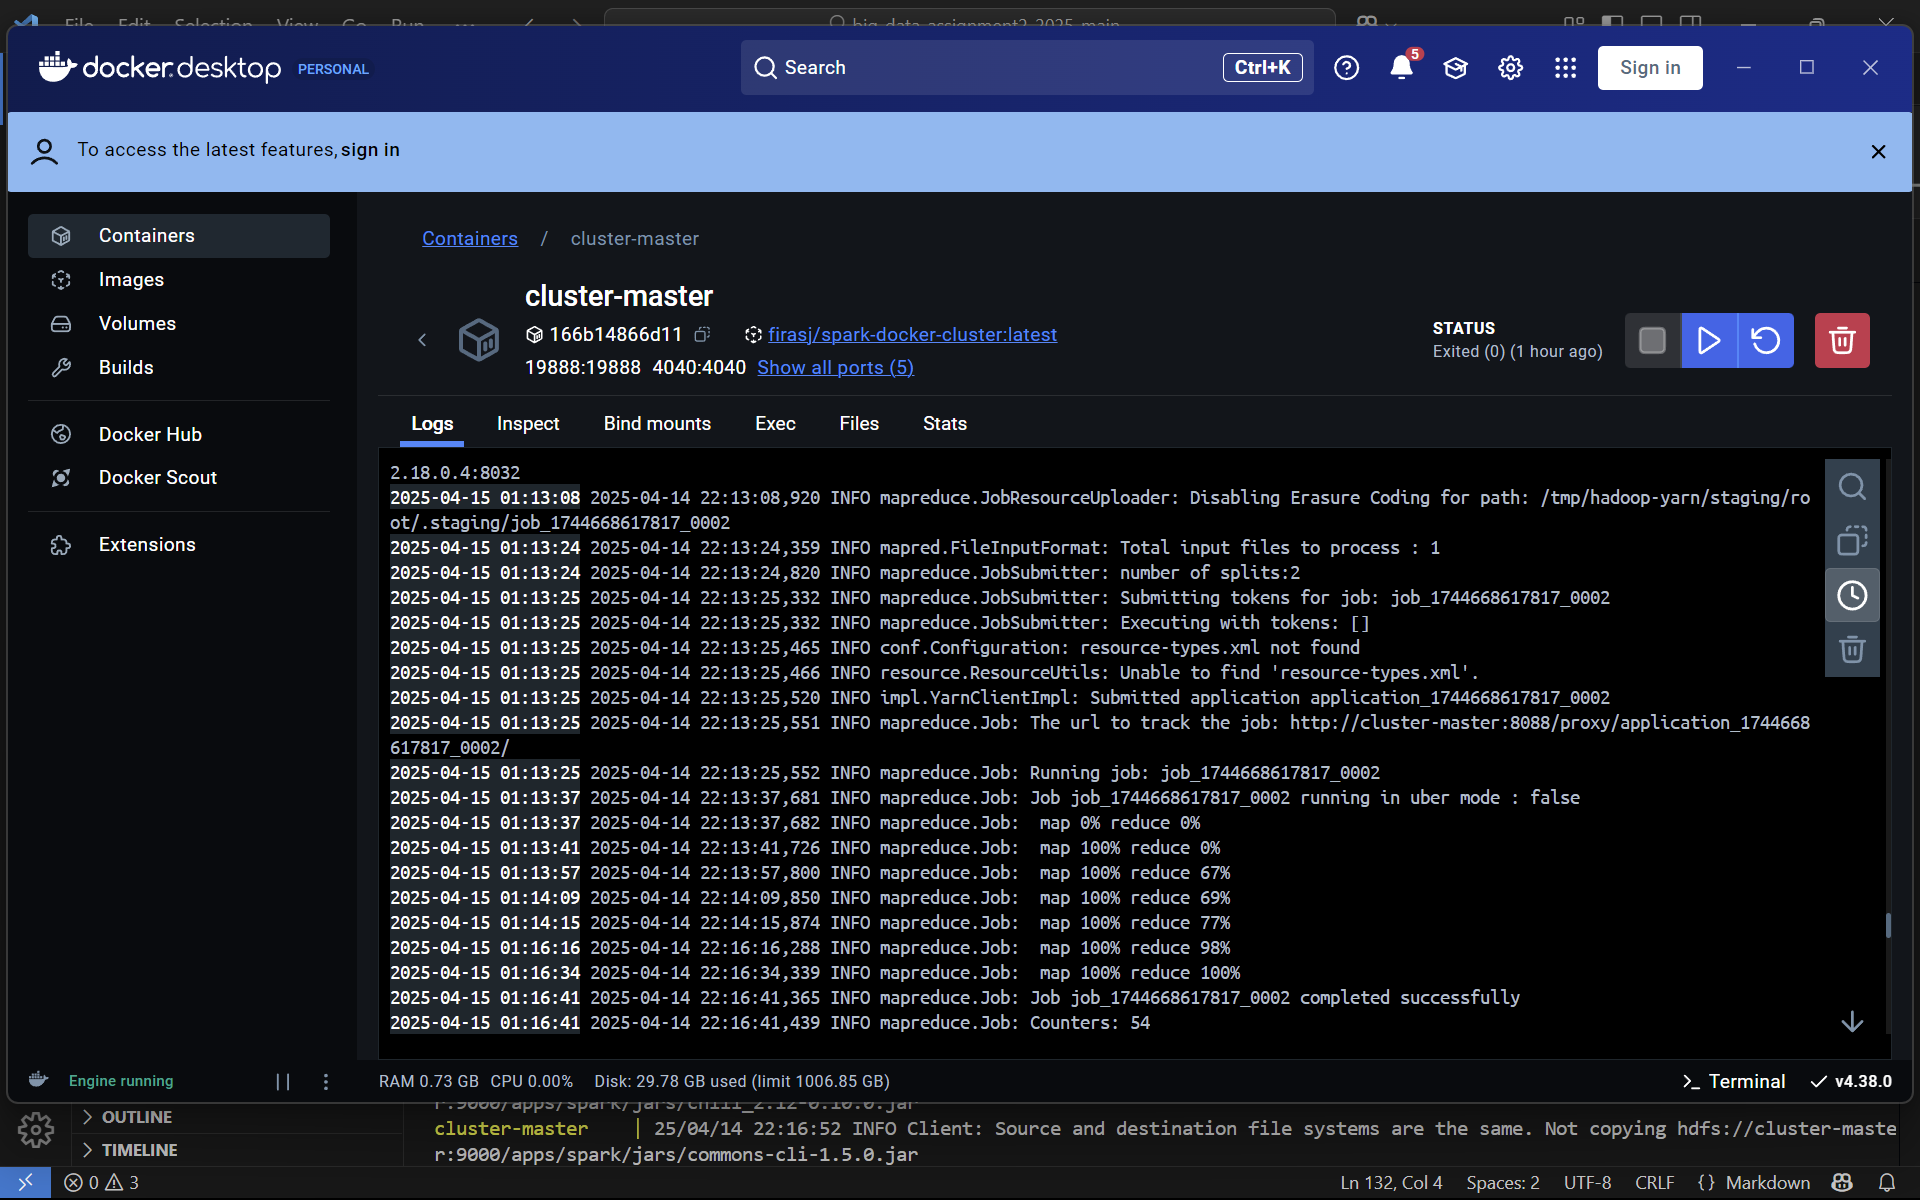 File Edit Selection View Go Run ...
big_data_assignment2_2025-main
docker.desktop PERSONAL
Search
Ctrl+K
5
Sign in
To access the latest features, sign in
Containers
Images
Volumes
Builds
Docker Hub
Docker Scout
Extensions
Containers / cluster-master
cluster-master
166b14866d11 firasj/spark-docker-cluster:latest
19888:19888 4040:4040 Show all ports (5)
STATUS
Exited (0) (1 hour ago)
Logs Inspect Bind mounts Exec Files Stats
2.18.0.4:8032
2025-04-15 01:13:08 2025-04-14 22:13:08,920 INFO mapreduce.JobResourceUploader: Disabling Erasure Coding for path: /tmp/hadoop-yarn/staging/ro
ot/.staging/job_1744668617817_0002
2025-04-15 01:13:24 2025-04-14 22:13:24,359 INFO mapred.FileInputFormat: Total input files to process : 1
2025-04-15 01:13:24 2025-04-14 22:13:24,820 INFO mapreduce.JobSubmitter: number of splits:2
2025-04-15 01:13:25 2025-04-14 22:13:25,332 INFO mapreduce.JobSubmitter: Submitting tokens for job: job_1744668617817_0002
2025-04-15 01:13:25 2025-04-14 22:13:25,332 INFO mapreduce.JobSubmitter: Executing with tokens: []
2025-04-15 01:13:25 2025-04-14 22:13:25,465 INFO conf.Configuration: resource-types.xml not found
2025-04-15 01:13:25 2025-04-14 22:13:25,466 INFO resource.ResourceUtils: Unable to find 'resource-types.xml'.
2025-04-15 01:13:25 2025-04-14 22:13:25,520 INFO impl.YarnClientImpl: Submitted application application_1744668617817_0002
2025-04-15 01:13:25 2025-04-14 22:13:25,551 INFO mapreduce.Job: The url to track the job: http://cluster-master:8088/proxy/application_1744668
617817_0002/
2025-04-15 01:13:25 2025-04-14 22:13:25,552 INFO mapreduce.Job: Running job: job_1744668617817_0002
2025-04-15 01:13:37 2025-04-14 22:13:37,681 INFO mapreduce.Job: Job job_1744668617817_0002 running in uber mode : false
2025-04-15 01:13:37 2025-04-14 22:13:37,682 INFO mapreduce.Job:  map 0% reduce 0%
2025-04-15 01:13:41 2025-04-14 22:13:41,726 INFO mapreduce.Job:  map 100% reduce 0%
2025-04-15 01:13:57 2025-04-14 22:13:57,800 INFO mapreduce.Job:  map 100% reduce 67%
2025-04-15 01:14:09 2025-04-14 22:14:09,850 INFO mapreduce.Job:  map 100% reduce 69%
2025-04-15 01:14:15 2025-04-14 22:14:15,874 INFO mapreduce.Job:  map 100% reduce 77%
2025-04-15 01:16:16 2025-04-14 22:16:16,288 INFO mapreduce.Job:  map 100% reduce 98%
2025-04-15 01:16:34 2025-04-14 22:16:34,339 INFO mapreduce.Job:  map 100% reduce 100%
2025-04-15 01:16:41 2025-04-14 22:16:41,365 INFO mapreduce.Job: Job job_1744668617817_0002 completed successfully
2025-04-15 01:16:41 2025-04-14 22:16:41,439 INFO mapreduce.Job: Counters: 54
Engine running
RAM 0.73 GB CPU 0.00% Disk: 29.78 GB used (limit 1006.85 GB)
Terminal
v4.38.0
OUTLINE
TIMELINE
r:9000/apps/spark/jars/chill_2.12-0.10.0.jar
cluster-master | 25/04/14 22:16:52 INFO Client: Source and destination file systems are the same. Not copying hdfs://cluster-maste
r:9000/apps/spark/jars/commons-cli-1.5.0.jar
0 3
Ln 132, Col 4 Spaces: 2 UTF-8 CRLF {} Markdown